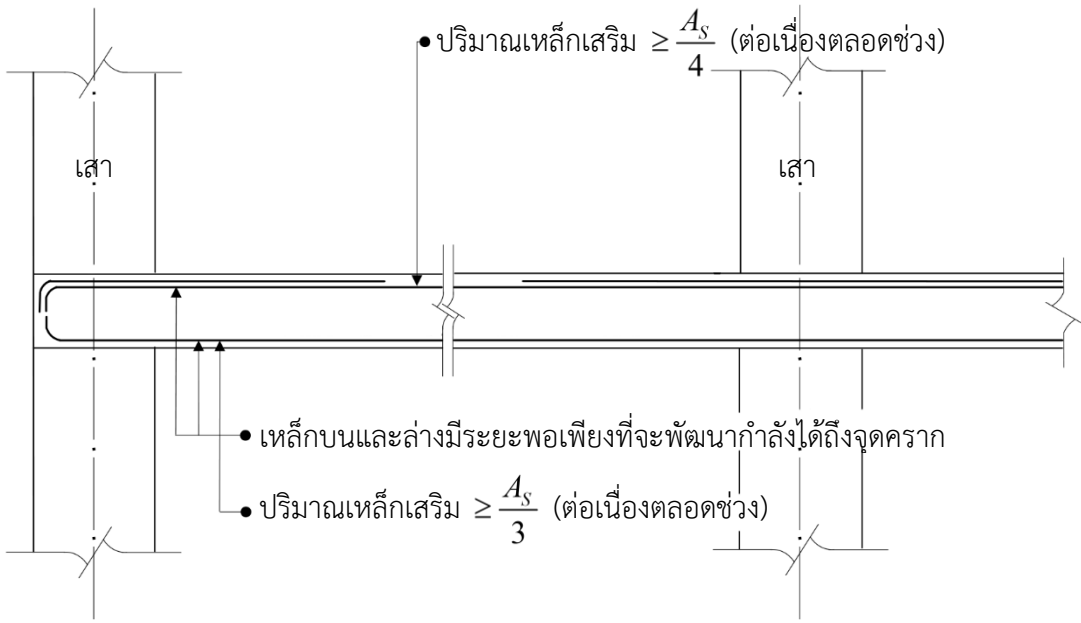 ปริมาณเหล็กเสริม ≥ A_S/4 (ต่อเนื่องตลอดช่วง)
เสา
เสา
เหล็กบนและล่างมีระยะพอเพียงที่จะพัฒนากำลังได้ถึงจุดคราก
ปริมาณเหล็กเสริม ≥ A_S/3 (ต่อเนื่องตลอดช่วง)